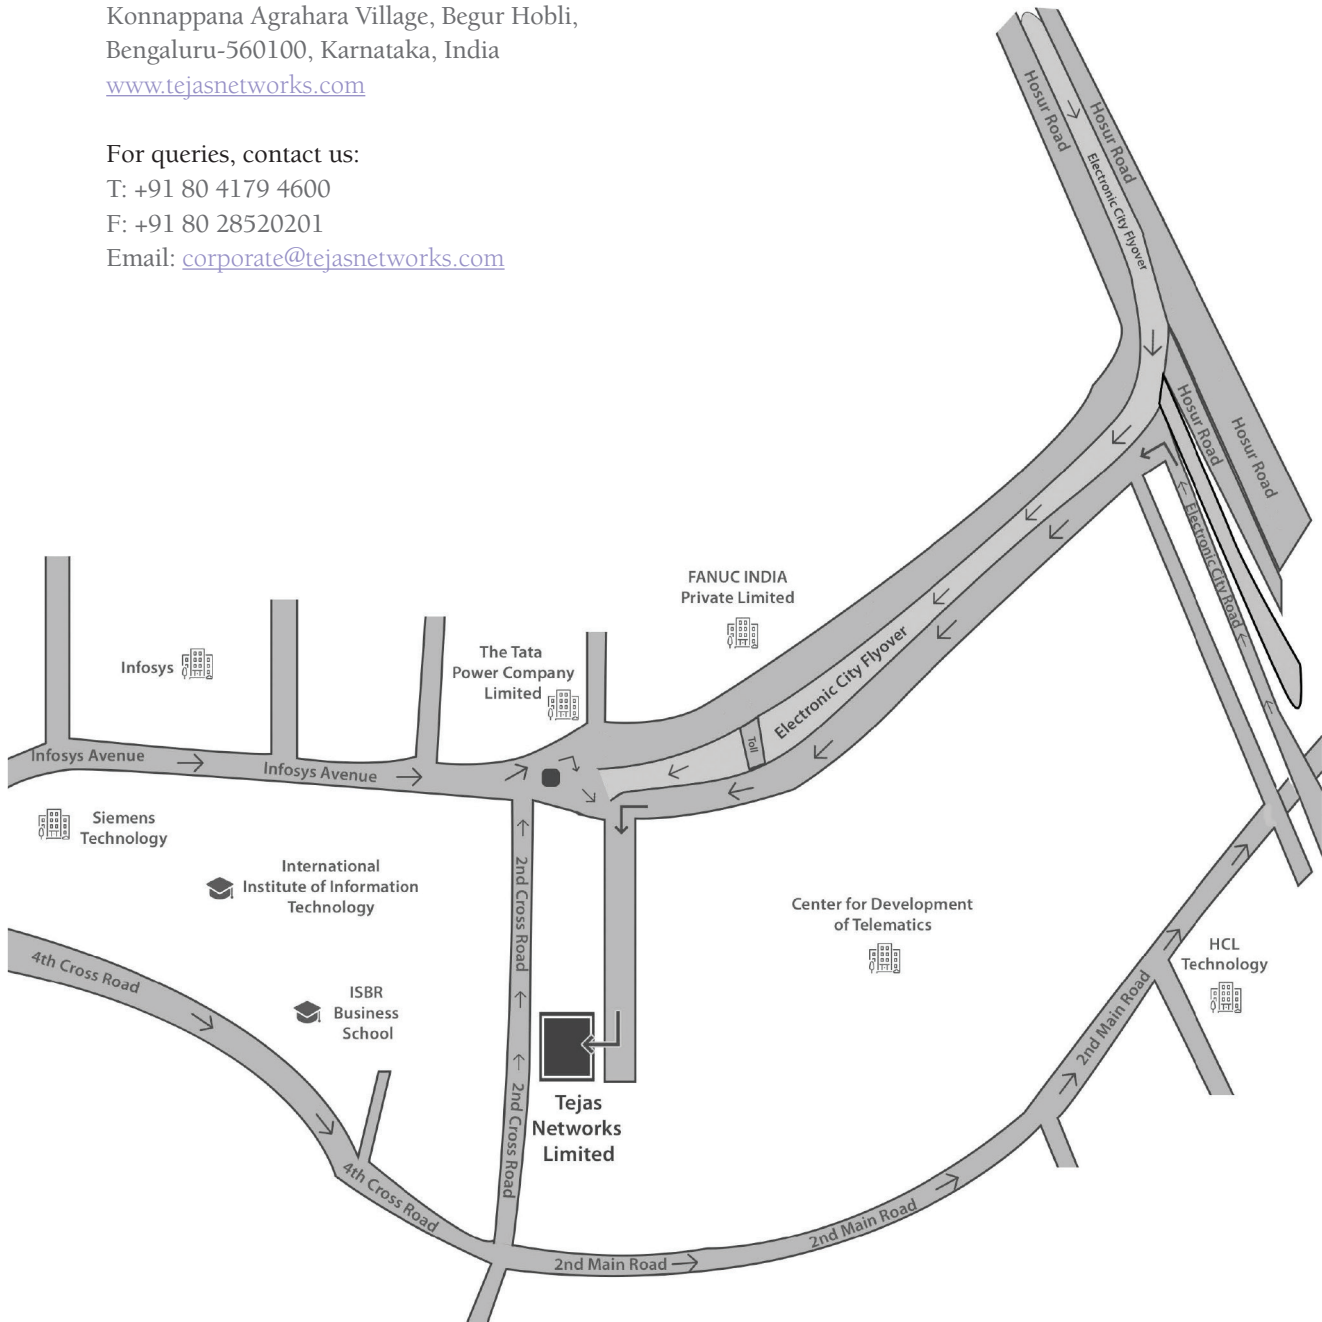 Konnappana Agrahara Village, Begur Hobli,
Bengaluru-560100, Karnataka, India
www.tejasnetworks.com
For queries, contact us:
T: +91 80 4179 4600
F: +91 80 28520201
Email: corporate@tejasnetworks.com
Hosur Road
Hosur Road
Electronic City Flyover
Hosur Road
Hosur Road
Electronic City Road
FANUC INDIA
Private Limited
Electronic City Flyover
Toll
The Tata
Power Company
Limited
Infosys
Infosys Avenue
Infosys Avenue
Siemens
Technology
International
Institute of Information
Technology
2nd Cross Road
Center for Development
of Telematics
HCL
Technology
4th Cross Road
ISBR
Business
School
2nd Main Road
2nd Cross Road
Tejas
Networks
Limited
4th Cross Road
2nd Main Road
2nd Main Road